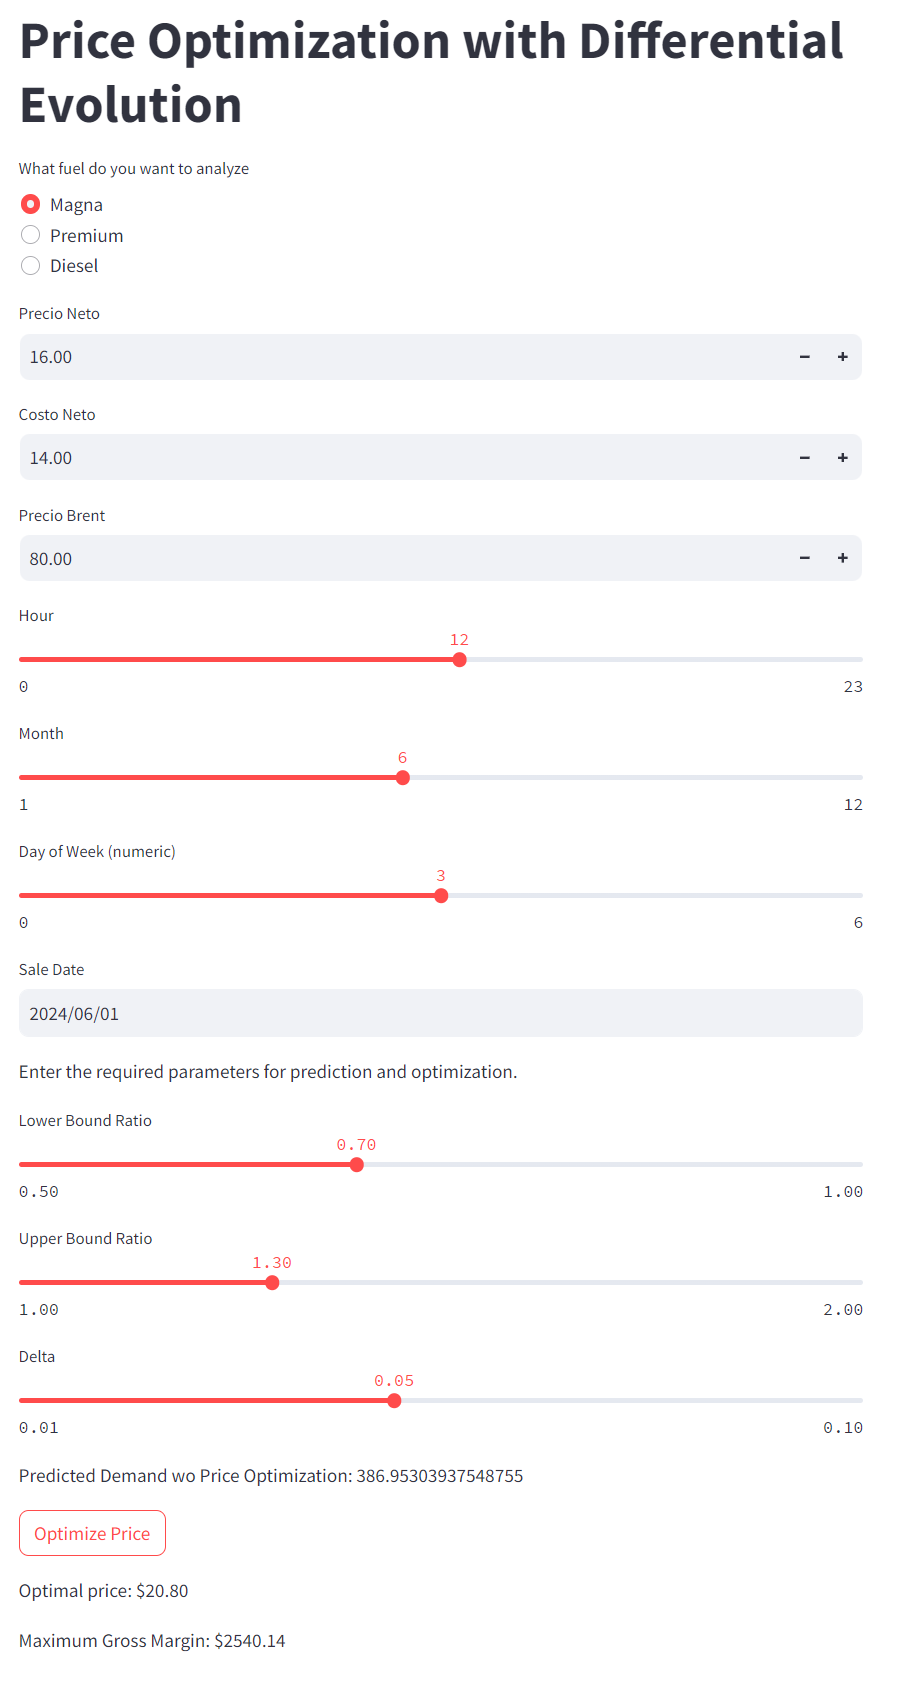 Price Optimization with Differential
Evolution
What fuel do you want to analyze
Magna
Premium
Diesel
Precio Neto
16.00 − +
Costo Neto
14.00 − +
Precio Brent
80.00 − +
Hour
12
0 23
Month
6
1 12
Day of Week (numeric)
3
0 6
Sale Date
2024/06/01
Enter the required parameters for prediction and optimization.
Lower Bound Ratio
0.70
0.50 1.00
Upper Bound Ratio
1.30
1.00 2.00
Delta
0.05
0.01 0.10
Predicted Demand wo Price Optimization: 386.95303937548755
Optimize Price
Optimal price: $20.80
Maximum Gross Margin: $2540.14